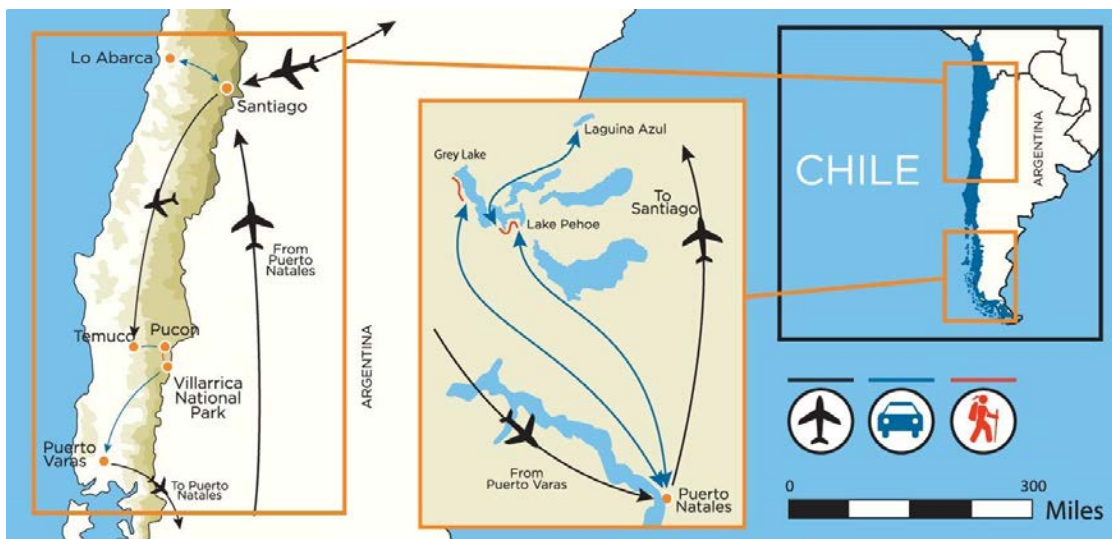 Lo Abarca
Santiago
From
Puerto
Natales
Temuco
Pucon
Villarrica
National
Park
Puerto
Varas
To Puerto
Natales
ARGENTINA
Laguina Azul
Grey Lake
Lake Pehoe
To
Santiago
From
Puerto Varas
Puerto
Natales
CHILE
ARGENTINA
0
300
Miles